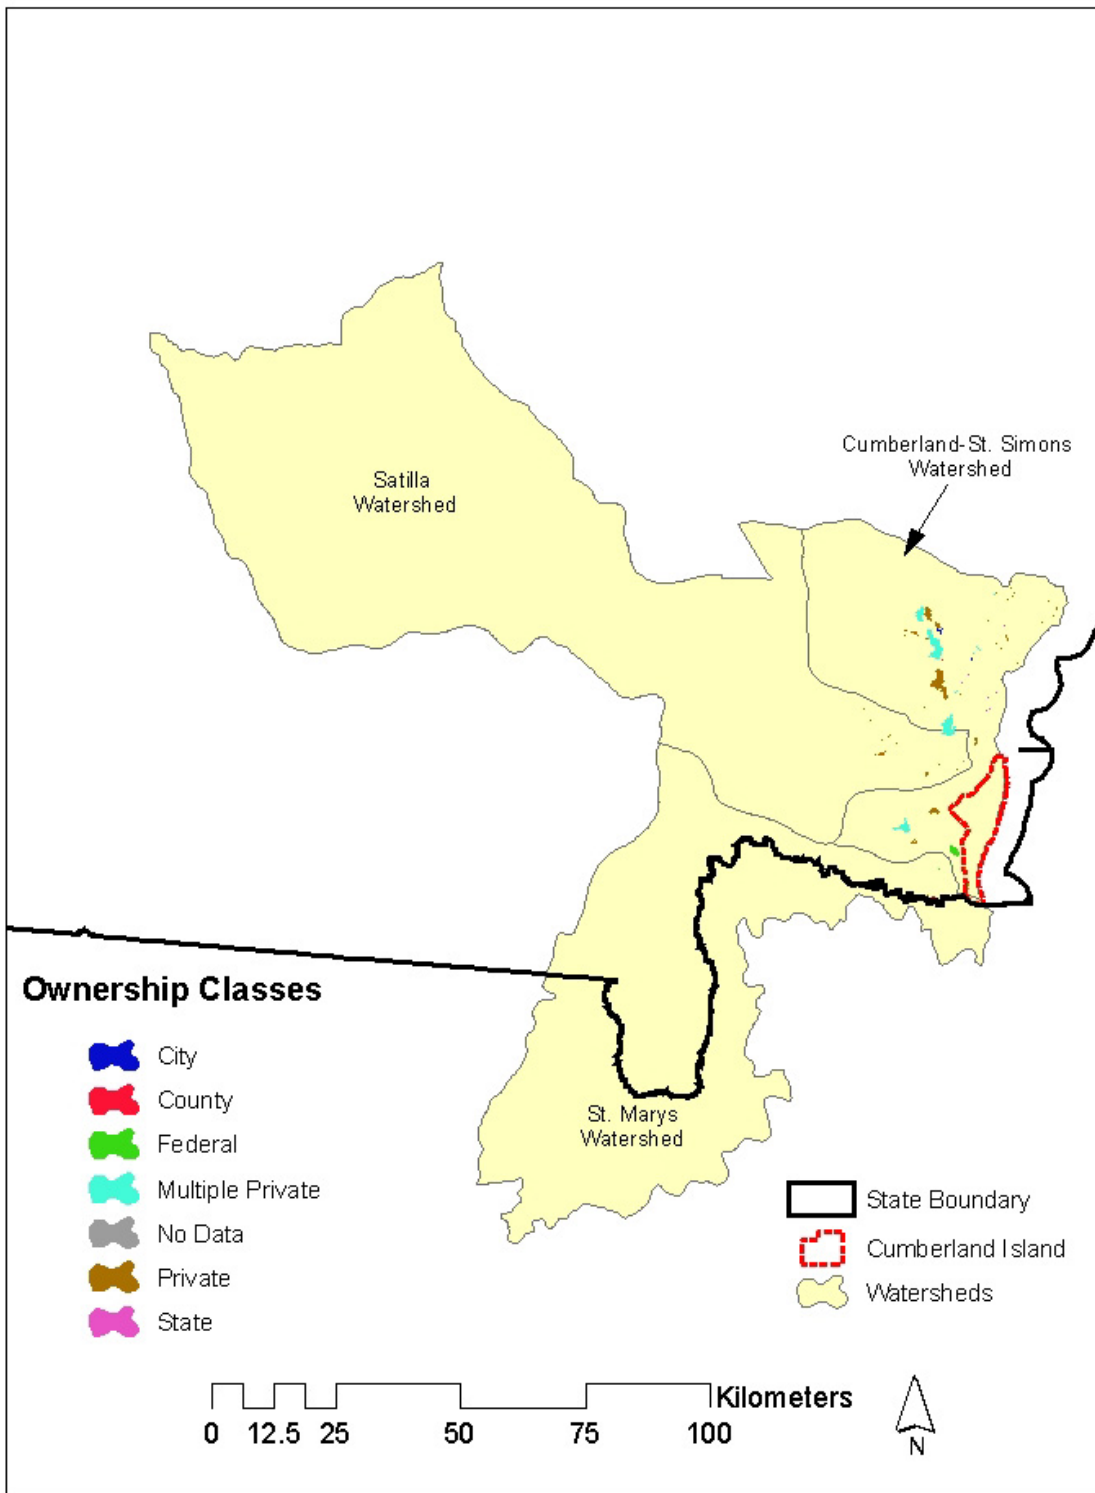 Cumberland-St. Simons
Watershed
Satilla
Watershed
Ownership Classes
City
County
Federal
Multiple Private
No Data
Private
State
St. Marys
Watershed
State Boundary
Cumberland Island
Watersheds
Kilometers
0 12.5 25 50 75 100
N